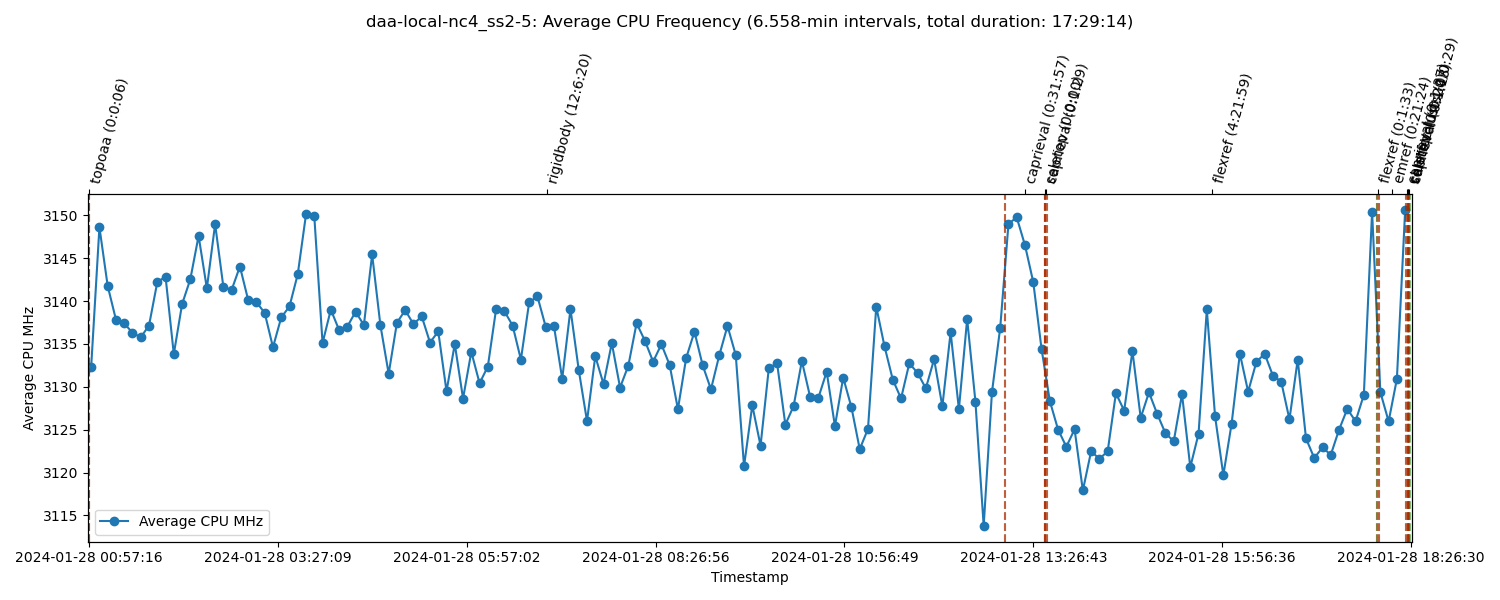 daa-local-nc4_ss2-5: Average CPU Frequency (6.558-min intervals, total duration: 17:29:14)
topoaa (0:0:06)
rigidbody (12:6:20)
caprieval (0:31:57)
flexref (4:21:59)
flexref (0:1:33)
emref (0:21:24)
3150
3145
3140
3135
3130
3125
3120
3115
Average CPU MHz
Average CPU MHz
2024-01-28 00:57:16
2024-01-28 03:27:09
2024-01-28 05:57:02
2024-01-28 08:26:56
2024-01-28 10:56:49
2024-01-28 13:26:43
2024-01-28 15:56:36
2024-01-28 18:26:30
Timestamp